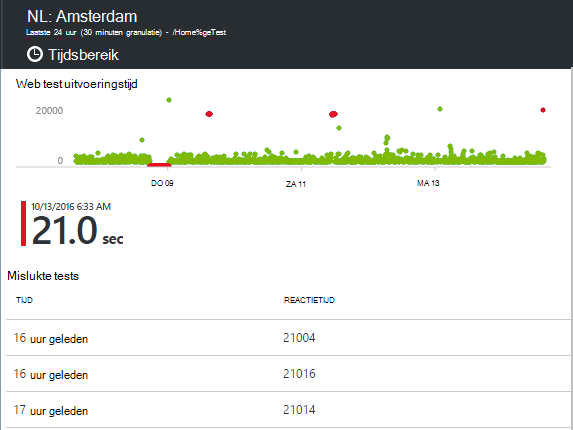 NL: Amsterdam
Laatste 24 uur (30 minuten granulatie) - /Home%geTest
Tijdsbereik
Web test uitvoeringstijd
20000
0
DO 09 ZA 11 MA 13
10/13/2016 6:33 AM
21.0 sec
Mislukte tests
TIJD REACTIETIJD
16 uur geleden 21004
16 uur geleden 21016
17 uur geleden 21014